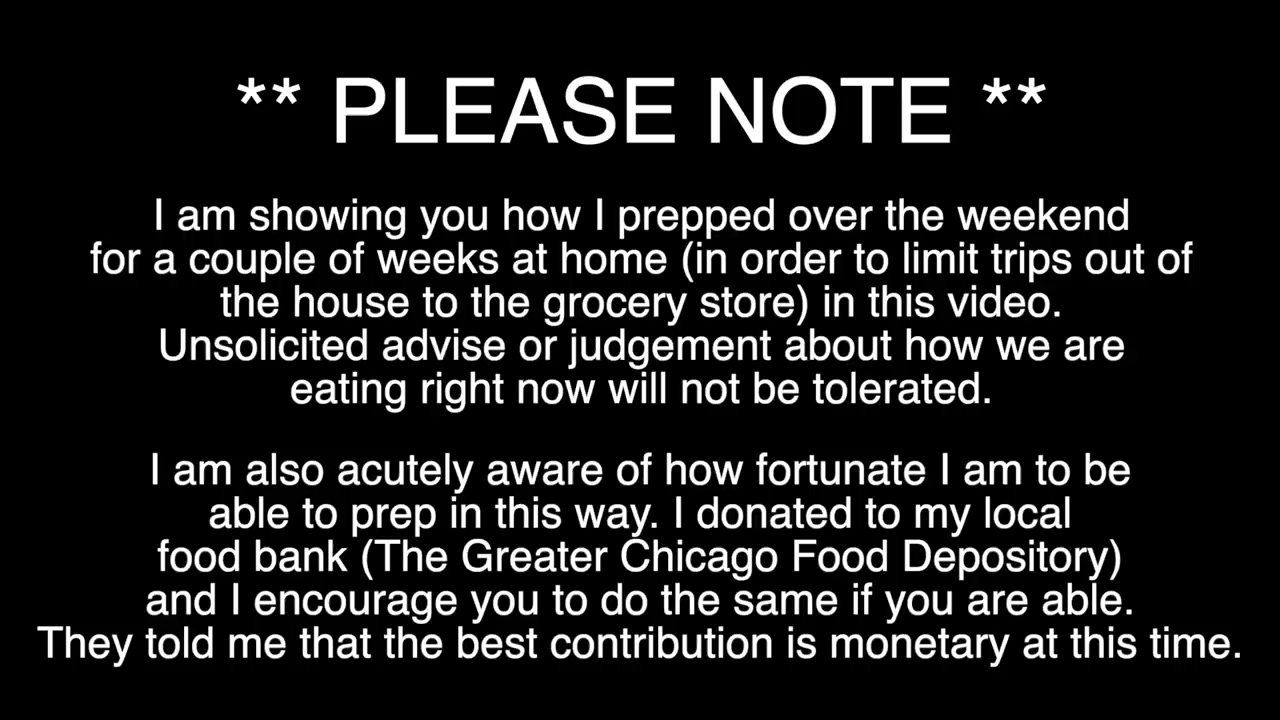 ** PLEASE NOTE **
I am showing you how I prepped over the weekend
for a couple of weeks at home (in order to limit trips out of
the house to the grocery store) in this video.
Unsolicited advise or judgement about how we are
eating right now will not be tolerated.
I am also acutely aware of how fortunate I am to be
able to prep in this way. I donated to my local
food bank (The Greater Chicago Food Depository)
and I encourage you to do the same if you are able.
They told me that the best contribution is monetary at this time.